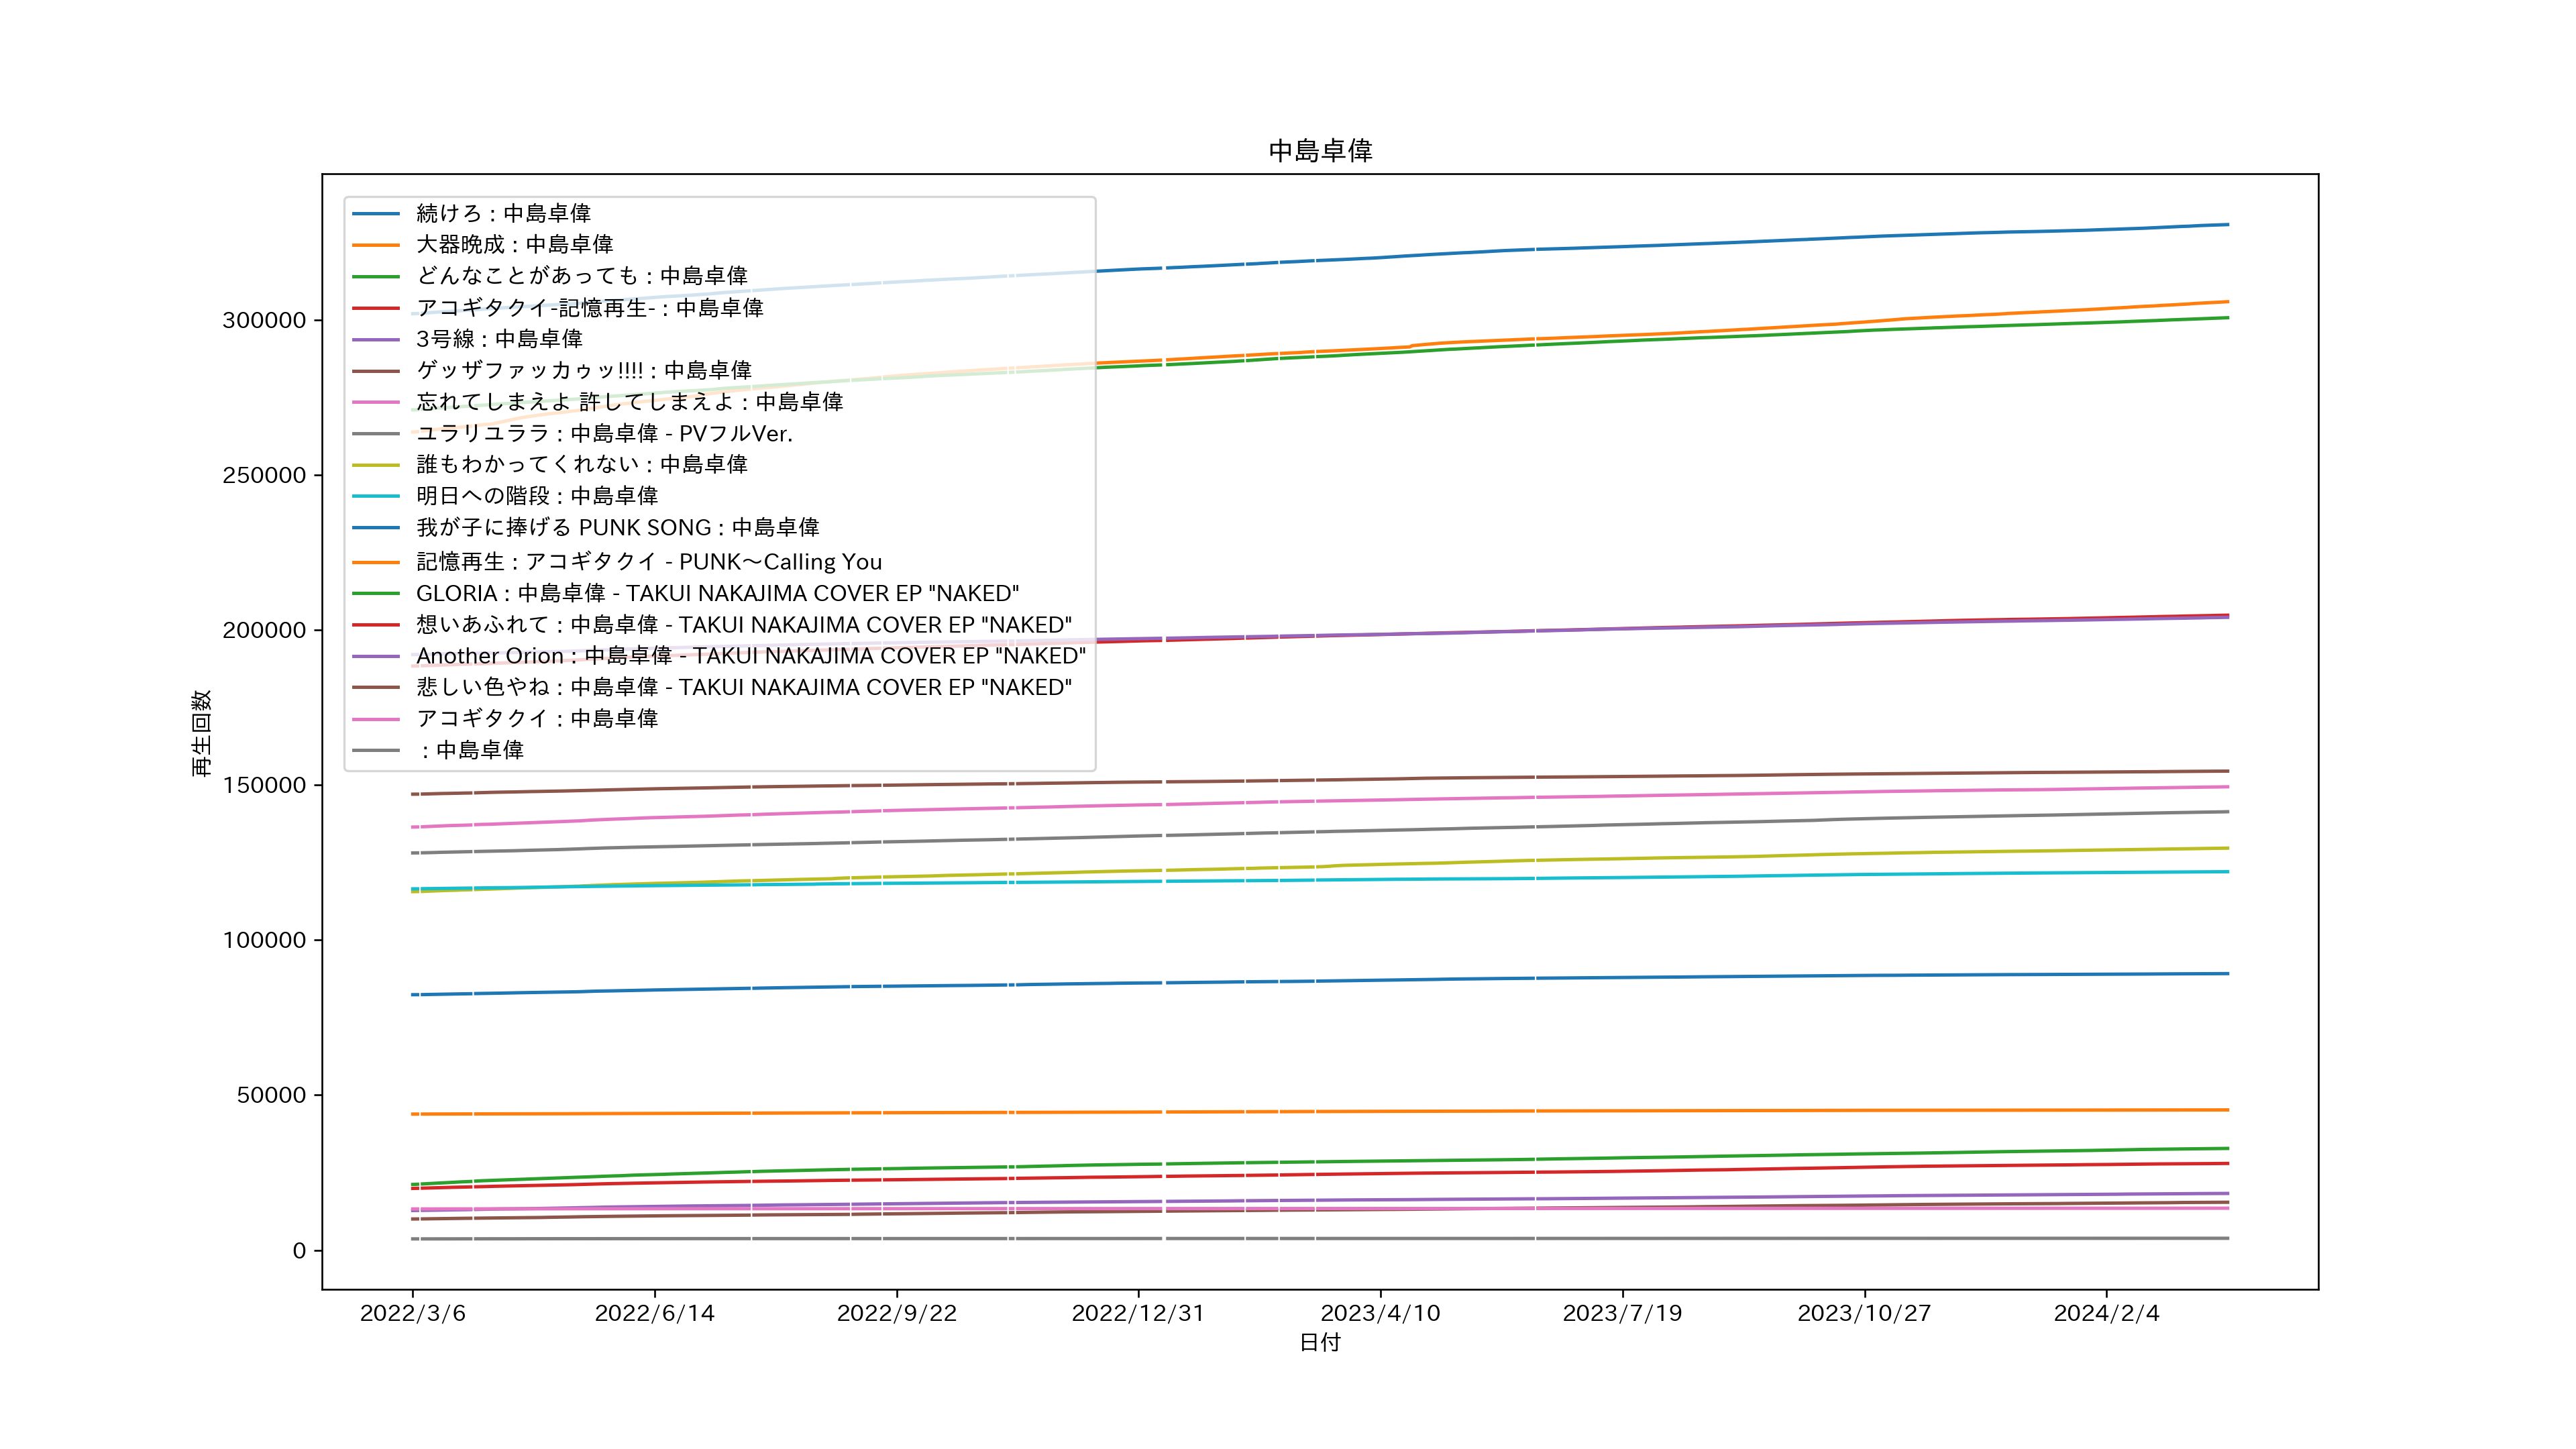 中島卓偉
続けろ : 中島卓偉
大器晩成 : 中島卓偉
どんなことがあっても : 中島卓偉
アコギタクイ-記憶再生- : 中島卓偉
3号線 : 中島卓偉
ゲッザファッカゥッ!!!! : 中島卓偉
忘れてしまえよ 許してしまえよ : 中島卓偉
ユラリユララ : 中島卓偉 - PVフルVer.
誰もわかってくれない : 中島卓偉
明日への階段 : 中島卓偉
我が子に捧げる PUNK SONG : 中島卓偉
記憶再生 : アコギタクイ - PUNK～Calling You
GLORIA : 中島卓偉 - TAKUI NAKAJIMA COVER EP "NAKED"
想いあふれて : 中島卓偉 - TAKUI NAKAJIMA COVER EP "NAKED"
Another Orion : 中島卓偉 - TAKUI NAKAJIMA COVER EP "NAKED"
悲しい色やね : 中島卓偉 - TAKUI NAKAJIMA COVER EP "NAKED"
アコギタクイ : 中島卓偉
: 中島卓偉
再生回数
300000
250000
200000
150000
100000
50000
0
2022/3/6 2022/6/14 2022/9/22 2022/12/31 2023/4/10 2023/7/19 2023/10/27 2024/2/4
日付